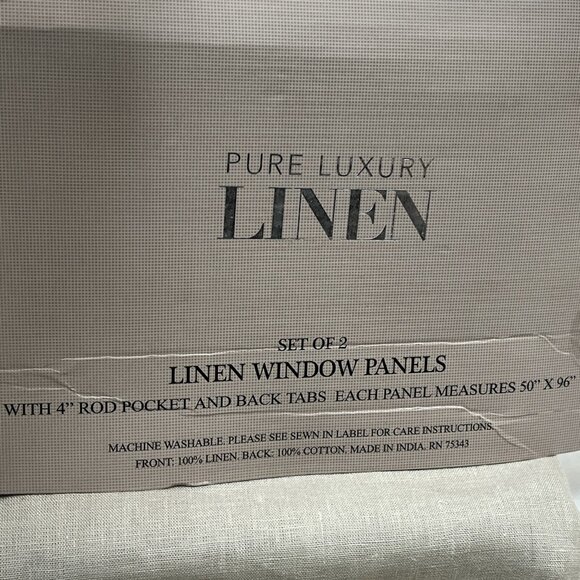 PURE LUXURY
LINEN
SET OF 2
LINEN WINDOW PANELS
WITH 4" ROD POCKET AND BACK TABS EACH PANEL MEASURES 50" X 96"
MACHINE WASHABLE. PLEASE SEE SEWN IN LABEL FOR CARE INSTRUCTIONS.
FRONT: 100% LINEN. BACK: 100% COTTON. MADE IN INDIA. RN 75343